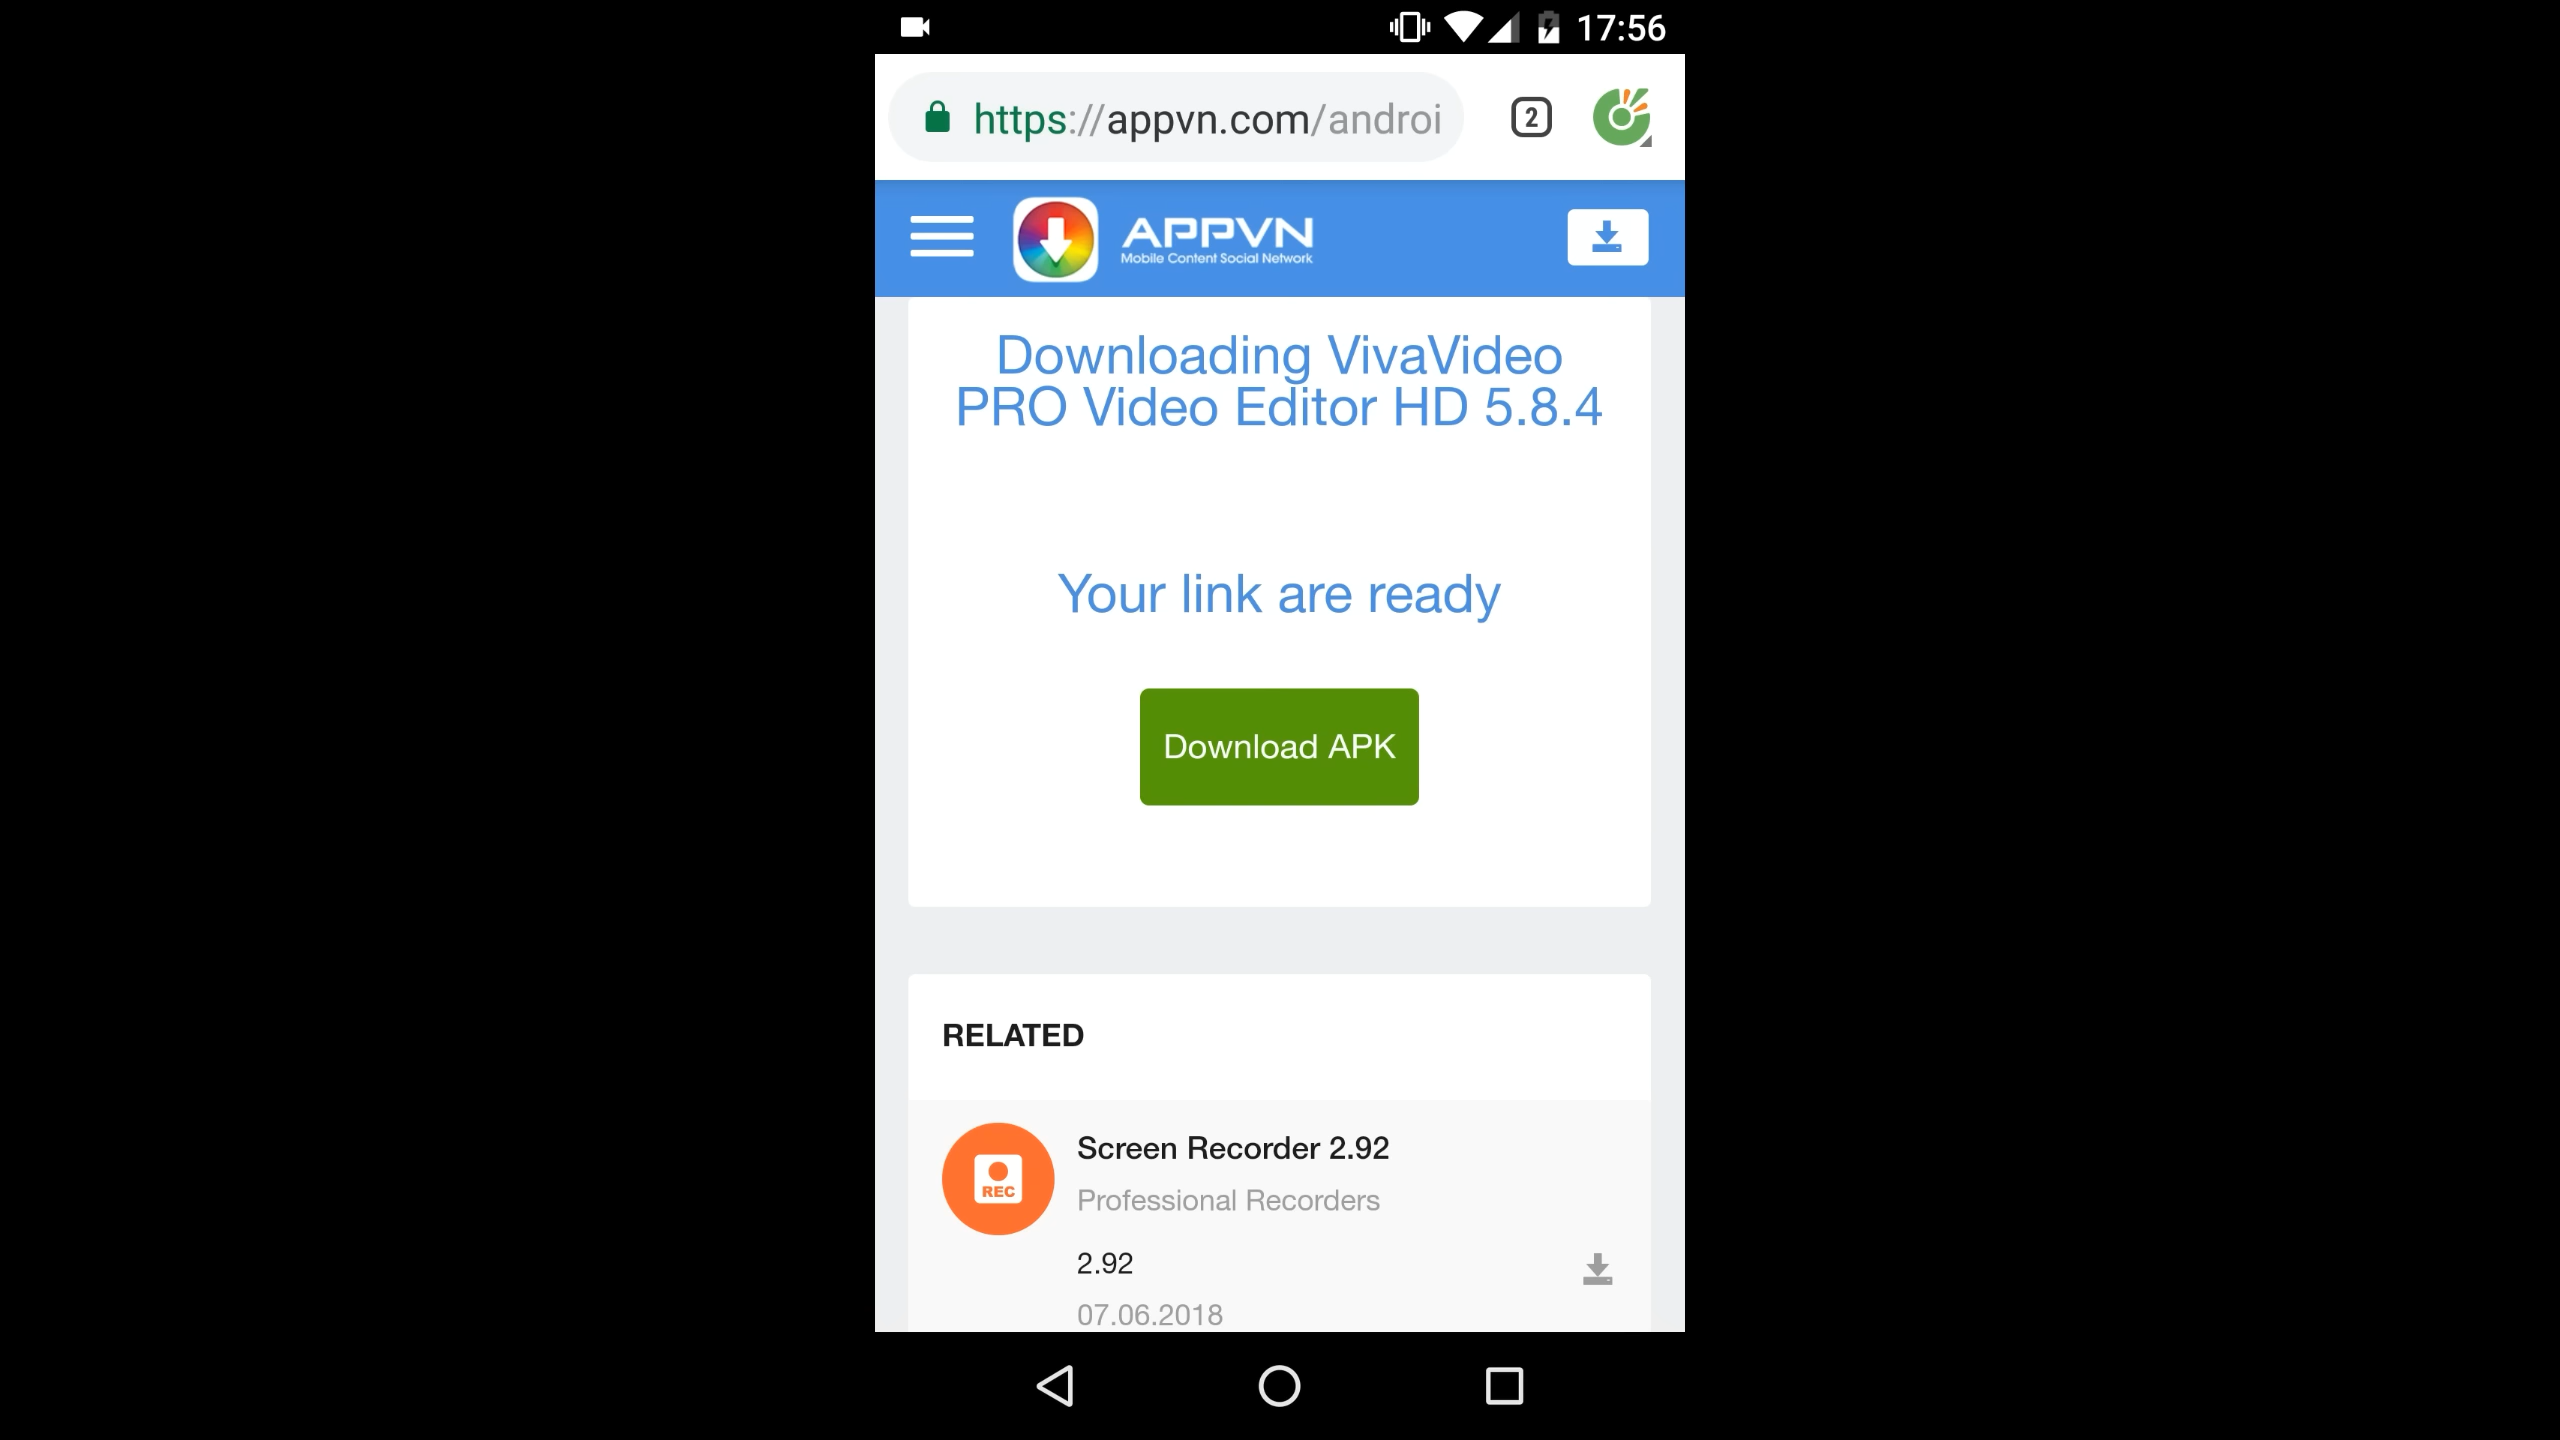 17:56
https://appvn.com/androi
2
APPVN
Mobile Content Social Network
Downloading VivaVideo
PRO Video Editor HD 5.8.4
Your link are ready
Download APK
RELATED
REC
Screen Recorder 2.92
Professional Recorders
2.92
07.06.2018